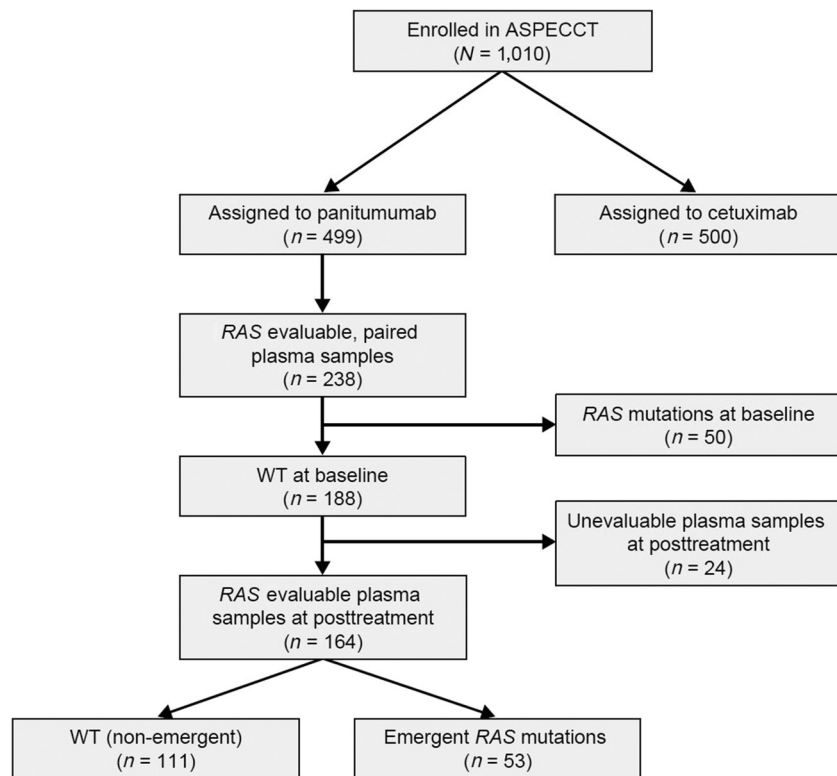 Enrolled in ASPECCT
(N = 1,010)
Assigned to panitumumab
(n = 499)
Assigned to cetuximab
(n = 500)
RAS evaluable, paired
plasma samples
(n = 238)
RAS mutations at baseline
(n = 50)
WT at baseline
(n = 188)
Unevaluable plasma samples
at posttreatment
(n = 24)
RAS evaluable plasma
samples at posttreatment
(n = 164)
WT (non-emergent)
(n = 111)
Emergent RAS mutations
(n = 53)